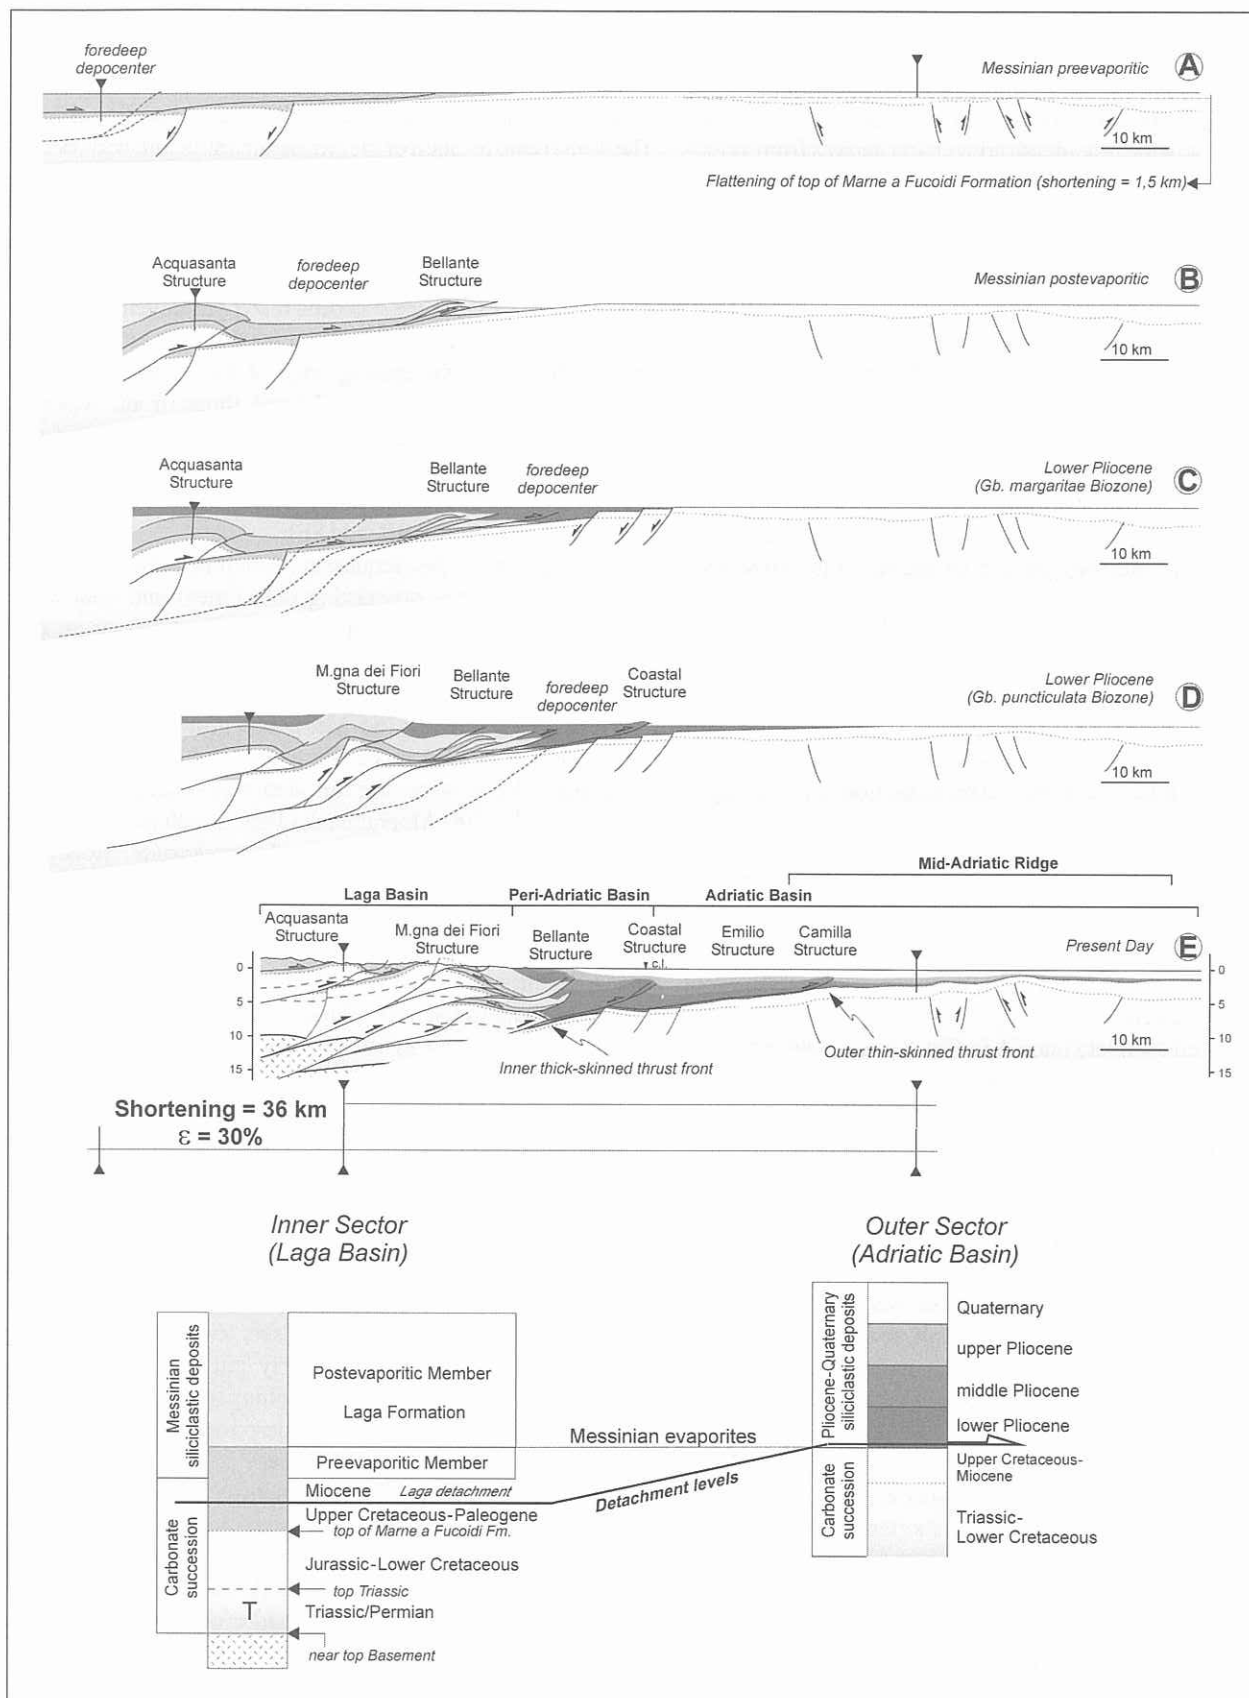 foredeep
depocenter
Messinian preevaporitic A
10 km
Flattening of top of Marne a Fucoidi Formation (shortening = 1,5 km)
Acquasanta
Structure
foredeep
depocenter
Bellante
Structure
Messinian postevaporitic B
10 km
Acquasanta
Structure
Bellante
Structure
foredeep
depocenter
Lower Pliocene
(Gb. margaritae Biozone) C
10 km
M.gna dei Fiori
Structure
Bellante
Structure
foredeep
depocenter
Coastal
Structure
Lower Pliocene
(Gb. puncticulata Biozone) D
10 km
Mid-Adriatic Ridge
Laga Basin Peri-Adriatic Basin Adriatic Basin
Acquasanta
Structure
M.gna dei Fiori
Structure
Bellante
Structure
Coastal
Structure
c.l.
Emilio
Structure
Camilla
Structure
Present Day E
0
5
10
15
0
5
10
15
10 km
Inner thick-skinned thrust front
Outer thin-skinned thrust front
Shortening = 36 km
ε = 30%
Inner Sector
(Laga Basin)
Outer Sector
(Adriatic Basin)
Messinian
siliciclastic deposits
Carbonate
succession
Postevaporitic Member
Laga Formation
Preevaporitic Member
Miocene Laga detachment
Upper Cretaceous-Paleogene
top of Marne a Fucoidi Fm.
Jurassic-Lower Cretaceous
top Triassic
T
Triassic/Permian
near top Basement
Messinian evaporites
Detachment levels
Pliocene-Quaternary
siliciclastic deposits
Carbonate
succession
Quaternary
upper Pliocene
middle Pliocene
lower Pliocene
Upper Cretaceous-
Miocene
Triassic-
Lower Cretaceous